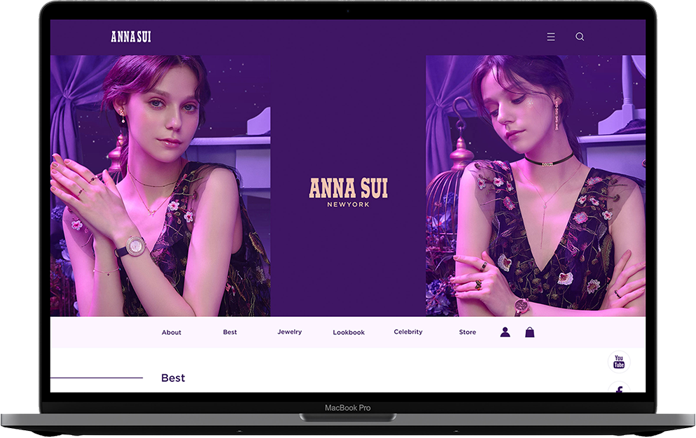 ANNA SUI
ANNA SUI
NEWYORK
About
Best
Jewelry
Lookbook
Celebrity
Store
You
Tube
f
Best
MacBook Pro